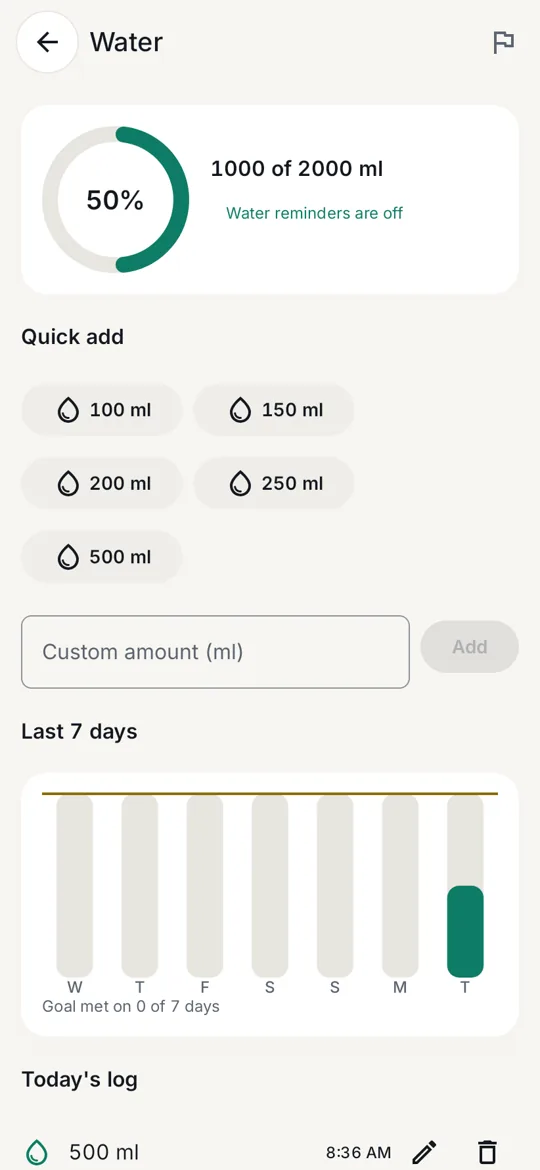 Water
50%
1000 of 2000 ml
Water reminders are off
Quick add
100 ml
150 ml
200 ml
250 ml
500 ml
Custom amount (ml)
Add
Last 7 days
W T F S S M T
Goal met on 0 of 7 days
Today's log
500 ml 8:36 AM